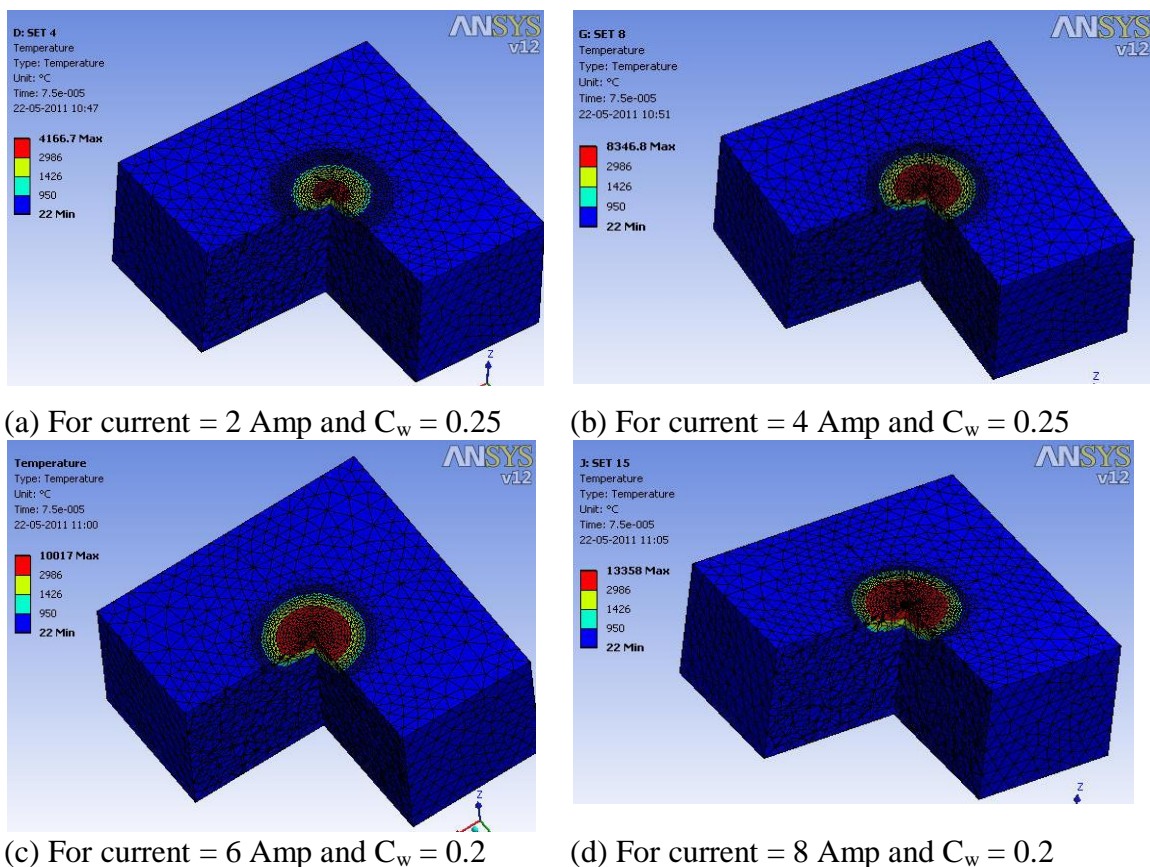 D: SET 4
Temperature
Type: Temperature
Unit: °C
Time: 7.5e-005
22-05-2011 10:47
4166.7 Max
2986
1426
950
22 Min
ANSYS
v12
Z
G: SET 8
Temperature
Type: Temperature
Unit: °C
Time: 7.5e-005
22-05-2011 10:51
8346.8 Max
2986
1426
950
22 Min
ANSYS
v12
Z
(a) For current = 2 Amp and Cw = 0.25
(b) For current = 4 Amp and Cw = 0.25
Temperature
Type: Temperature
Unit: °C
Time: 7.5e-005
22-05-2011 11:00
10017 Max
2986
1426
950
22 Min
ANSYS
v12
Z
J: SET 15
Temperature
Type: Temperature
Unit: °C
Time: 7.5e-005
22-05-2011 11:05
13358 Max
2986
1426
950
22 Min
ANSYS
v12
Z
(c) For current = 6 Amp and Cw = 0.2
(d) For current = 8 Amp and Cw = 0.2